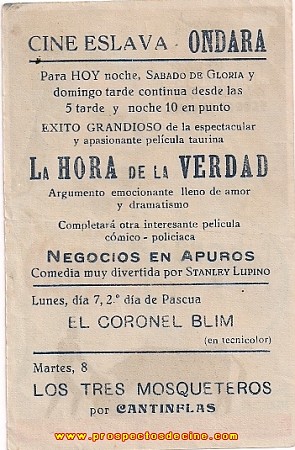 CINE ESLAVA - ONDARA
Para HOY noche, SABADO DE GLORIA y
domingo tarde continua desde las
5 tarde y noche 10 en punto
EXITO GRANDIOSO de la espectacular
y apasionante película taurina
LA HORA DE LA VERDAD
Argumento emocionante lleno de amor
y dramatismo
Completará otra interesante pelicula
cómico - policiaca
NEGOCIOS EN APUROS
Comedia muy divertida por STANLEY LUPINO
Lunes, día 7, 2.º día de Pascua
EL CORONEL BLIM
(en tecnicolor)
Martes, 8
LOS TRES MOSQUETEROS
por CANTINFLAS
www.prospectosdecine.com